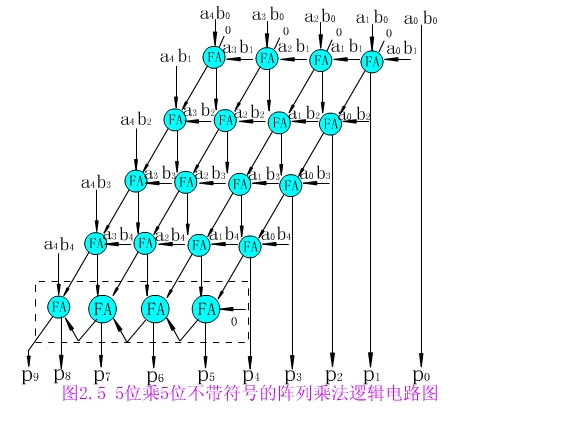 a₄b₀ a₃b₀ a₂b₀ a₁b₀ a₀b₀
0 0 0 0
a₄b₁ FA a₃b₁ FA a₂b₁ FA a₁b₁ FA a₀b₁
a₄b₂ FA a₃b₂ FA a₂b₂ FA a₁b₂ FA a₀b₂
a₄b₃ FA a₃b₃ FA a₂b₃ FA a₁b₃ FA a₀b₃
a₄b₄ FA a₃b₄ FA a₂b₄ FA a₁b₄ FA a₀b₄
FA FA FA FA 0
p₉ p₈ p₇ p₆ p₅ p₄ p₃ p₂ p₁ p₀
图2.5 5位乘5位不带符号的阵列乘法逻辑电路图